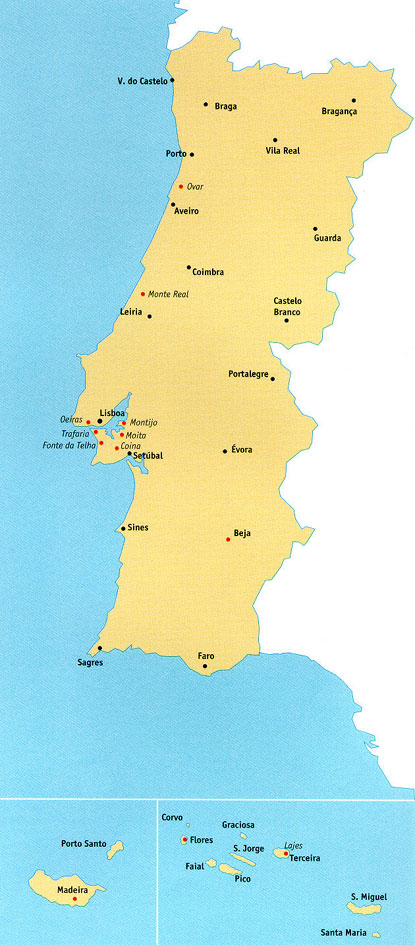 V. do Castelo
Braga
Bragança
Vila Real
Porto
Ovar
Aveiro
Guarda
Coimbra
Monte Real
Castelo
Branco
Leiria
Portalegre
Lisboa
Oeiras
Montijo
Trafaria
Moita
Fonte da Telha
Coina
Évora
Setúbal
Sines
Beja
Faro
Sagres
Corvo
Graciosa
Flores
Porto Santo
S. Jorge
Lajes
Terceira
Faial
Pico
Madeira
S. Miguel
Santa Maria